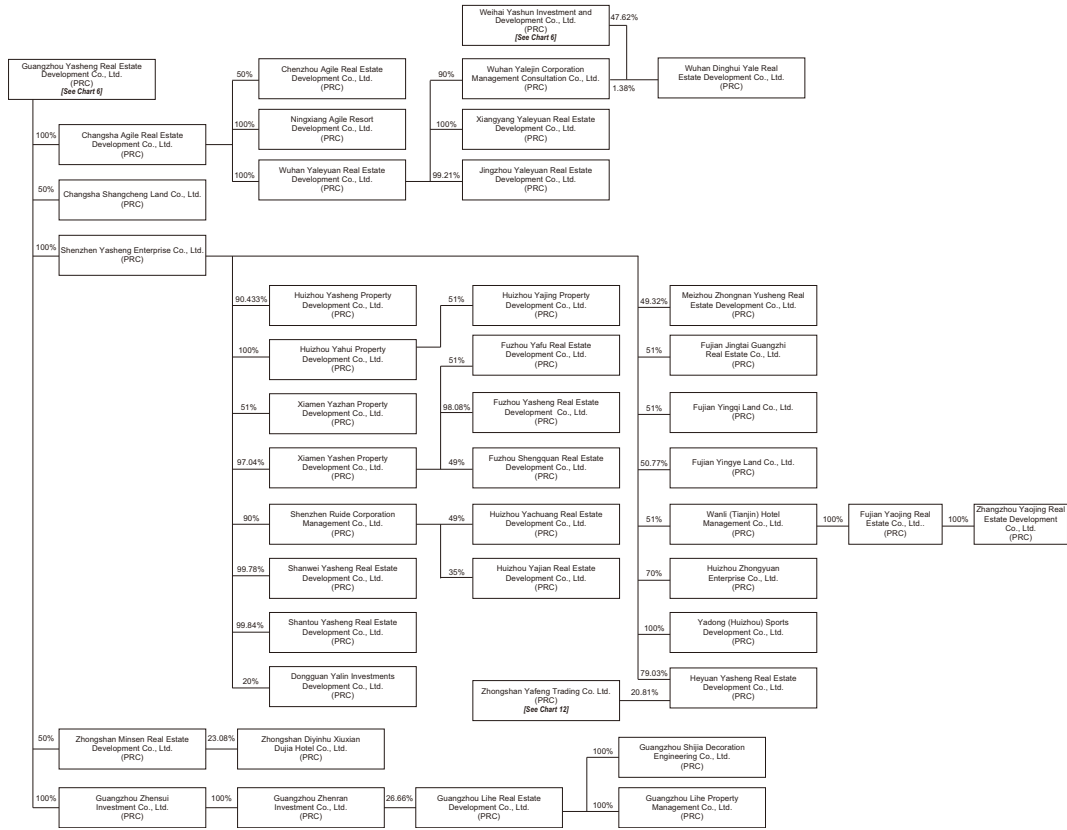 Weihai Yashun Investment and
Development Co., Ltd.
(PRC)
[See Chart 6]
47.62%
Guangzhou Yasheng Real Estate
Development Co., Ltd.
(PRC)
[See Chart 6]
50%
Chenzhou Agile Real Estate
Development Co., Ltd.
(PRC)
90%
Wuhan Yalejin Corporation
Management Consultation Co., Ltd.
(PRC)
1.38%
Wuhan Dinghui Yale Real
Estate Development Co., Ltd.
(PRC)
100%
Changsha Agile Real Estate
Development Co., Ltd.
(PRC)
100%
Ningxiang Agile Resort
Development Co., Ltd.
(PRC)
100%
Xiangyang Yaleyuan Real Estate
Development Co., Ltd.
(PRC)
100%
Wuhan Yaleyuan Real Estate
Development Co., Ltd.
(PRC)
99.21%
Jingzhou Yaleyuan Real Estate
Development Co., Ltd.
(PRC)
50%
Changsha Shangcheng Land Co., Ltd.
(PRC)
100%
Shenzhen Yasheng Enterprise Co., Ltd.
(PRC)
90.433%
Huizhou Yasheng Property
Development Co., Ltd.
(PRC)
51%
Huizhou Yajing Property
Development Co., Ltd.
(PRC)
49.32%
Meizhou Zhongnan Yusheng Real
Estate Development Co., Ltd.
(PRC)
100%
Huizhou Yahui Property
Development Co., Ltd.
(PRC)
51%
Fuzhou Yafu Real Estate
Development Co., Ltd.
(PRC)
51%
Fujian Jingtai Guangzhi
Real Estate Co., Ltd.
(PRC)
51%
Xiamen Yazhan Property
Development Co., Ltd.
(PRC)
98.08%
Fuzhou Yasheng Real Estate
Development Co., Ltd.
(PRC)
51%
Fujian Yingqi Land Co., Ltd.
(PRC)
97.04%
Xiamen Yashen Property
Development Co., Ltd.
(PRC)
49%
Fuzhou Shengquan Real Estate
Development Co., Ltd.
(PRC)
50.77%
Fujian Yingye Land Co., Ltd.
(PRC)
90%
Shenzhen Ruide Corporation
Management Co., Ltd.
(PRC)
49%
Huizhou Yachuang Real Estate
Development Co., Ltd.
(PRC)
51%
Wanli (Tianjin) Hotel
Management Co., Ltd.
(PRC)
100%
Fujian Yaojing Real
Estate Co., Ltd..
(PRC)
100%
Zhangzhou Yaojing Real
Estate Development
Co., Ltd.
(PRC)
99.78%
Shanwei Yasheng Real Estate
Development Co., Ltd.
(PRC)
35%
Huizhou Yajian Real Estate
Development Co., Ltd.
(PRC)
70%
Huizhou Zhongyuan
Enterprise Co., Ltd.
(PRC)
99.84%
Shantou Yasheng Real Estate
Development Co., Ltd.
(PRC)
100%
Yadong (Huizhou) Sports
Development Co., Ltd.
(PRC)
20%
Dongguan Yalin Investments
Development Co., Ltd.
(PRC)
Zhongshan Yafeng Trading Co. Ltd.
(PRC)
[See Chart 12]
79.03%
20.81%
Heyuan Yasheng Real Estate
Development Co., Ltd.
(PRC)
50%
Zhongshan Minsen Real Estate
Development Co., Ltd.
(PRC)
23.08%
Zhongshan Diyinhu Xiuxian
Dujia Hotel Co., Ltd.
(PRC)
100%
Guangzhou Shijia Decoration
Engineering Co., Ltd.
(PRC)
100%
Guangzhou Zhensui
Investment Co., Ltd.
(PRC)
100%
Guangzhou Zhenran
Investment Co., Ltd.
(PRC)
26.66%
Guangzhou Lihe Real Estate
Development Co., Ltd.
(PRC)
100%
Guangzhou Lihe Property
Management Co., Ltd.
(PRC)